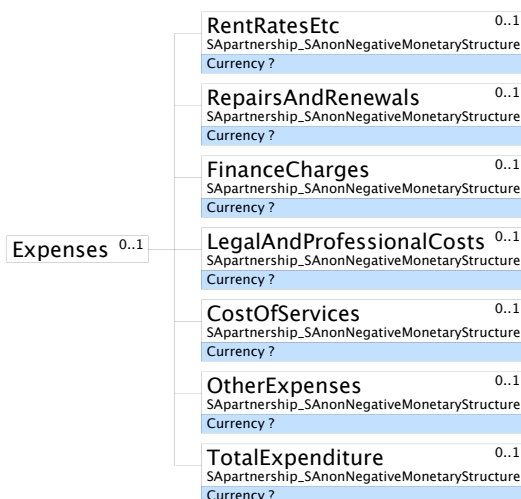 RentRatesEtc 0..1
SApartnership_SAnonNegativeMonetaryStructure
Currency ?
RepairsAndRenewals 0..1
SApartnership_SAnonNegativeMonetaryStructure
Currency ?
FinanceCharges 0..1
SApartnership_SAnonNegativeMonetaryStructure
Currency ?
Expenses 0..1
LegalAndProfessionalCosts 0..1
SApartnership_SAnonNegativeMonetaryStructure
Currency ?
CostOfServices 0..1
SApartnership_SAnonNegativeMonetaryStructure
Currency ?
OtherExpenses 0..1
SApartnership_SAnonNegativeMonetaryStructure
Currency ?
TotalExpenditure 0..1
SApartnership_SAnonNegativeMonetaryStructure
Currency ?